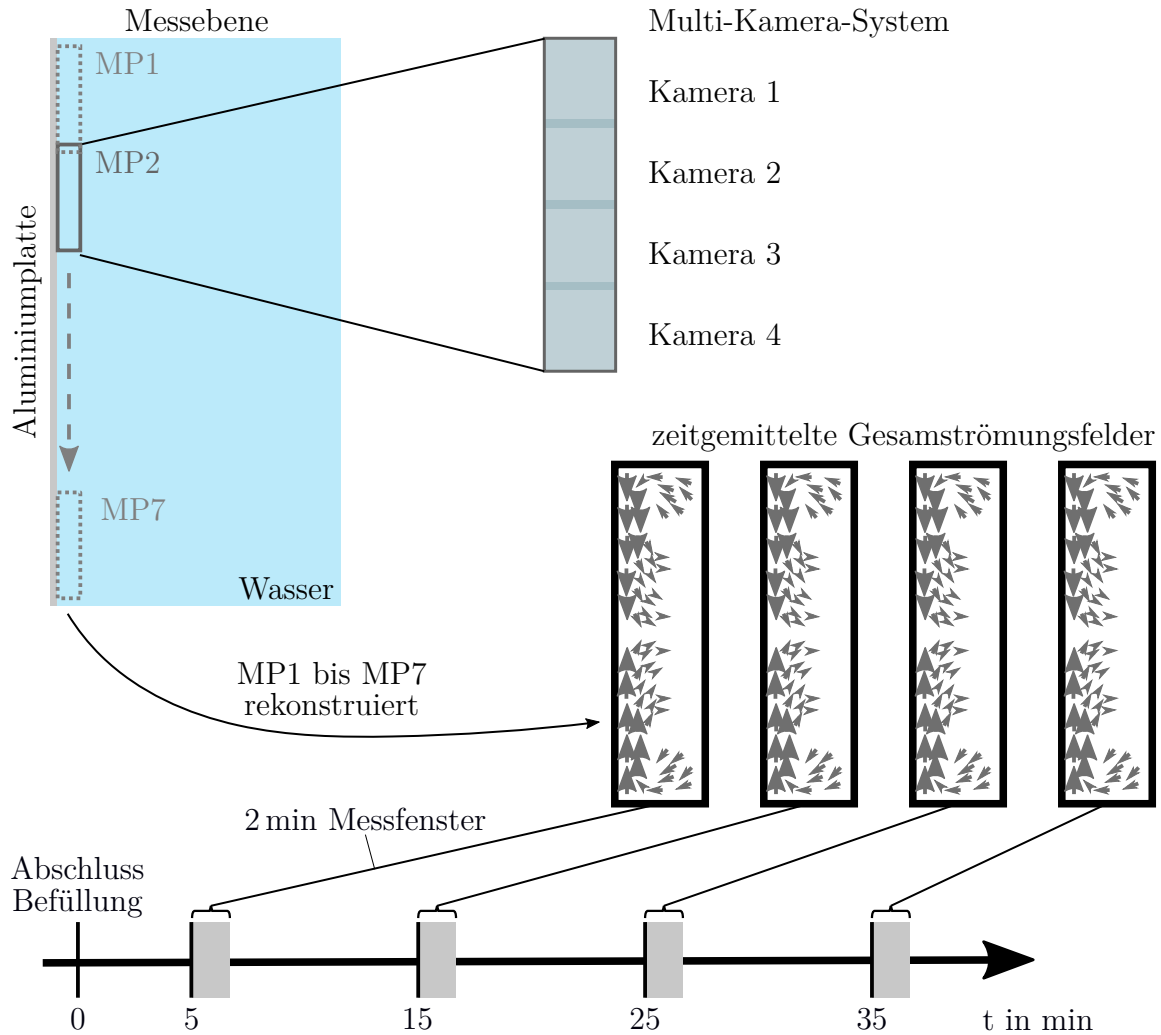 Messebene
Multi-Kamera-System
MP1
Kamera 1
MP2
Kamera 2
Kamera 3
Kamera 4
Aluminiumplatte
zeitgemittelte Gesamströmungsfelder
MP7
Wasser
MP1 bis MP7
rekonstruiert
2 min Messfenster
Abschluss
Befüllung
0 5 15 25 35 t in min